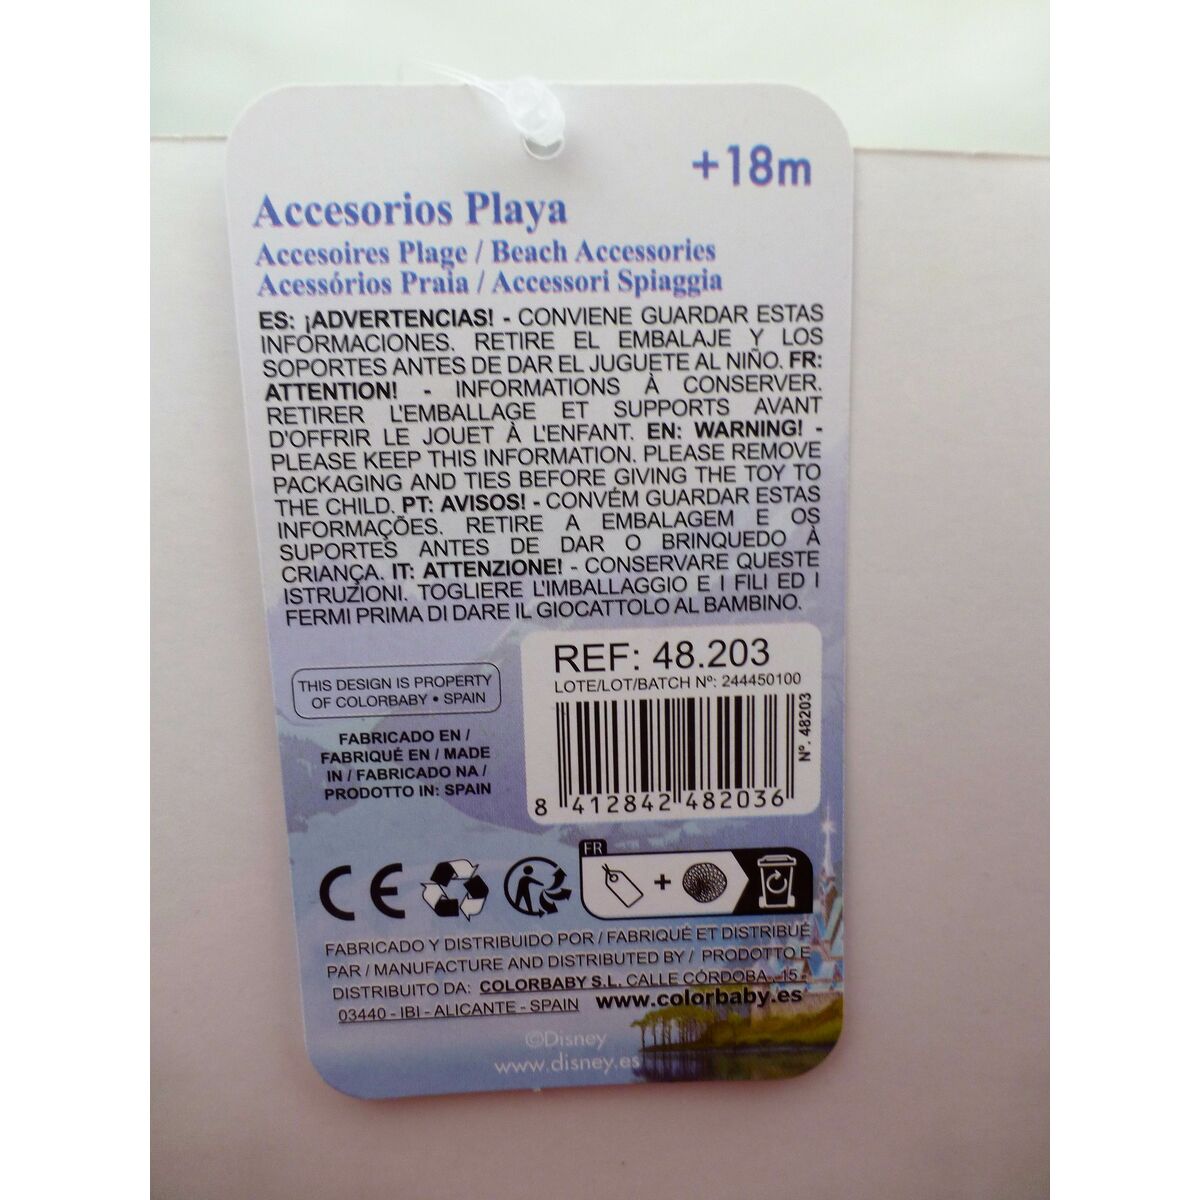 +18m
Accesorios Playa
Accesoires Plage / Beach Accessories
Acessórios Praia / Accessori Spiaggia
ES: ¡ADVERTENCIAS! - CONVIENE GUARDAR ESTAS
INFORMACIONES. RETIRE EL EMBALAJE Y LOS
SOPORTES ANTES DE DAR EL JUGUETE AL NIÑO. FR:
ATTENTION! - INFORMATIONS À CONSERVER.
RETIRER L'EMBALLAGE ET SUPPORTS AVANT
D'OFFRIR LE JOUET À L'ENFANT. EN: WARNING! -
PLEASE KEEP THIS INFORMATION. PLEASE REMOVE
PACKAGING AND TIES BEFORE GIVING THE TOY TO
THE CHILD. PT: AVISOS! - CONVÉM GUARDAR ESTAS
INFORMAÇÕES. RETIRE A EMBALAGEM E OS
SUPORTES ANTES DE DAR O BRINQUEDO À
CRIANÇA. IT: ATTENZIONE! - CONSERVARE QUESTE
ISTRUZIONI. TOGLIERE L'IMBALLAGGIO E I FILI ED I
FERMI PRIMA DI DARE IL GIOCATTOLO AL BAMBINO.
REF: 48.203
LOTE/LOT/BATCH Nº: 244450100
Nº. 48203
8 412842 482036
THIS DESIGN IS PROPERTY
OF COLORBABY • SPAIN
FABRICADO EN /
FABRIQUÉ EN / MADE
IN / FABRICADO NA /
PRODOTTO IN: SPAIN
CE
FR
+
FABRICADO Y DISTRIBUIDO POR / FABRIQUÉ ET DISTRIBUÉ
PAR / MANUFACTURE AND DISTRIBUTED BY / PRODOTTO E
DISTRIBUITO DA: COLORBABY S.L. CALLE CÓRDOBA, 15 -
03440 - IBI - ALICANTE - SPAIN www.colorbaby.es
©Disney
www.disney.es